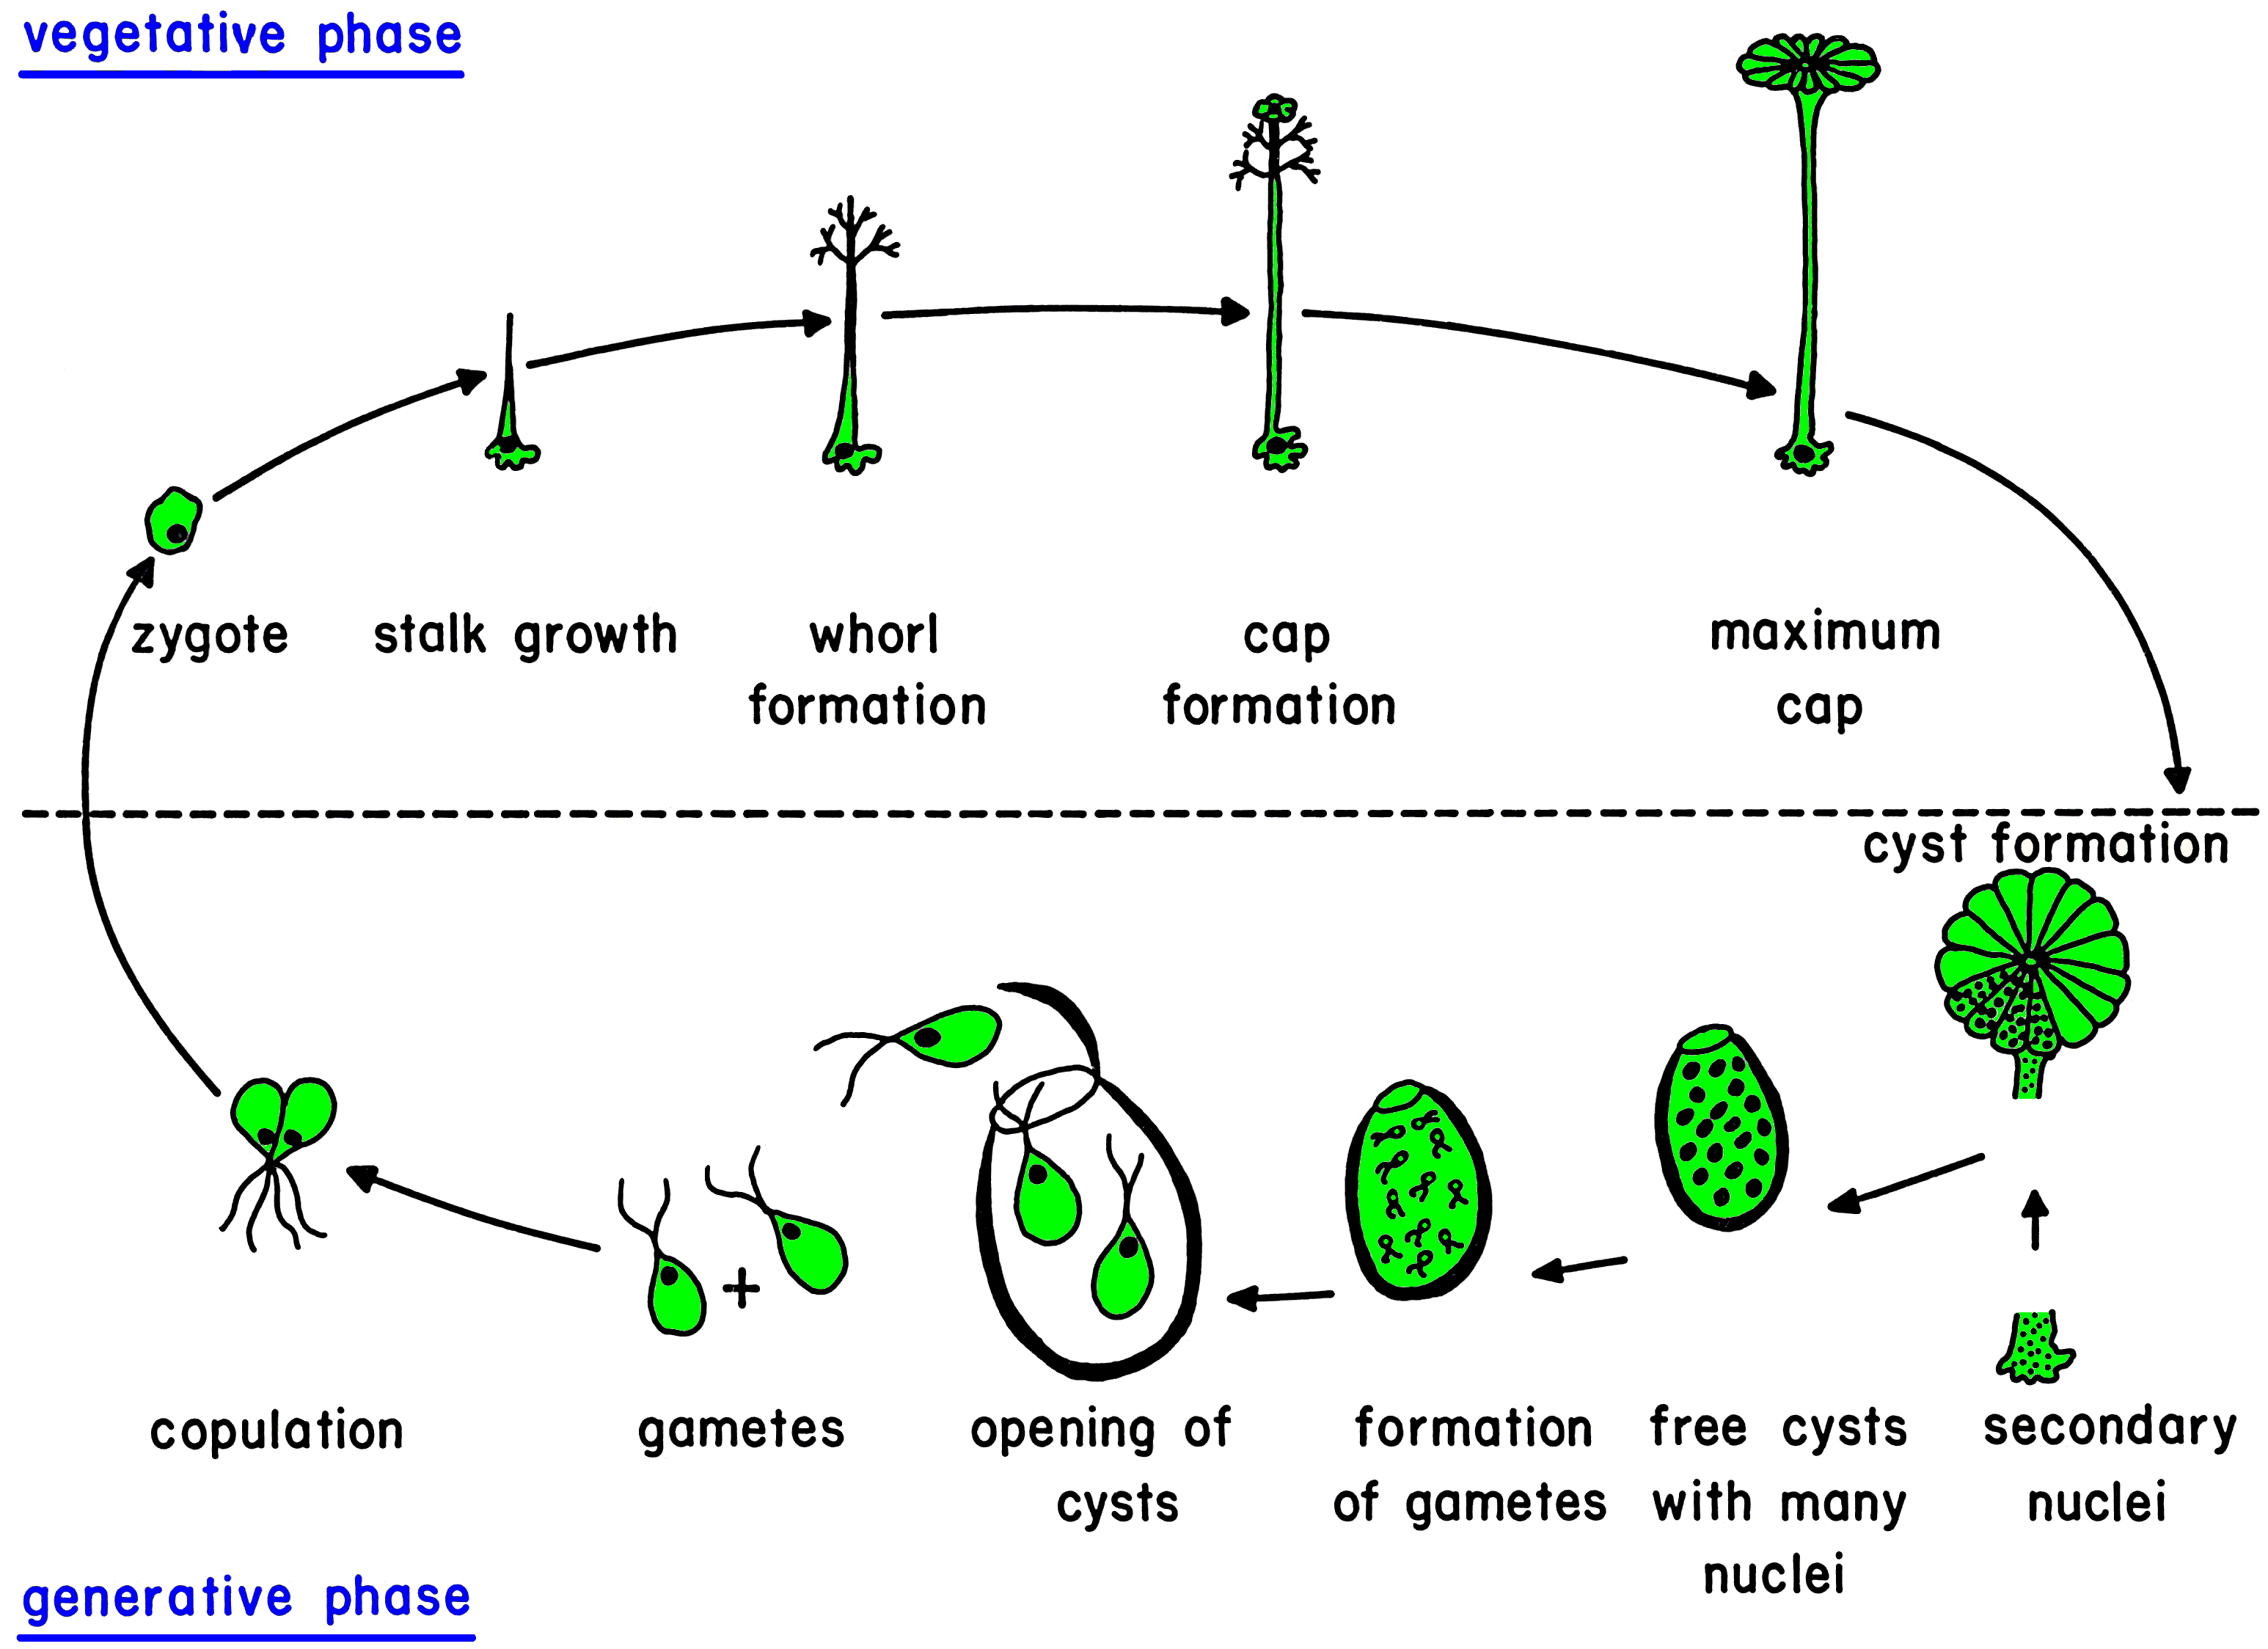 vegetative phase
zygote
stalk growth
whorl
formation
cap
formation
maximum
cap
cyst formation
+
copulation
gametes
opening of
cysts
formation
of gametes
free cysts
with many
nuclei
secondary
nuclei
generative phase